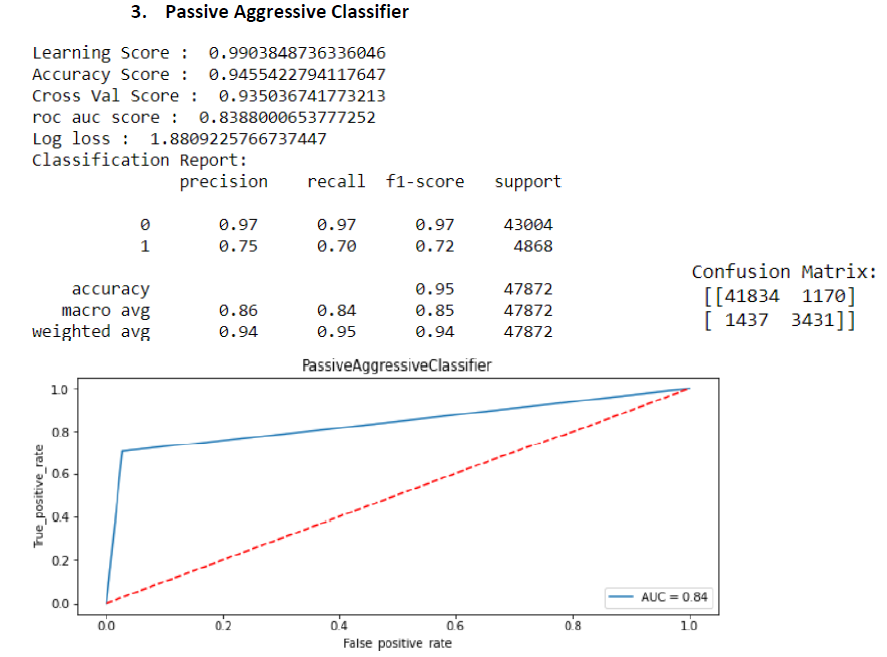 3. Passive Aggressive Classifier
Learning Score : 0.9903848736336046
Accuracy Score : 0.9455422794117647
Cross Val Score : 0.935036741773213
roc auc score : 0.8388000653777252
Log loss : 1.8809225766737447
Classification Report:
precision recall f1-score support
0 0.97 0.97 0.97 43004
1 0.75 0.70 0.72 4868
accuracy 0.95 47872
macro avg 0.86 0.84 0.85 47872
weighted avg 0.94 0.95 0.94 47872
Confusion Matrix:
[[41834 1170]
[ 1437 3431]]
PassiveAggressiveClassifier
1.0
0.8
0.6
0.4
0.2
0.0
True_positive_rate
AUC = 0.84
0.0 0.2 0.4 0.6 0.8 1.0
False positive rate